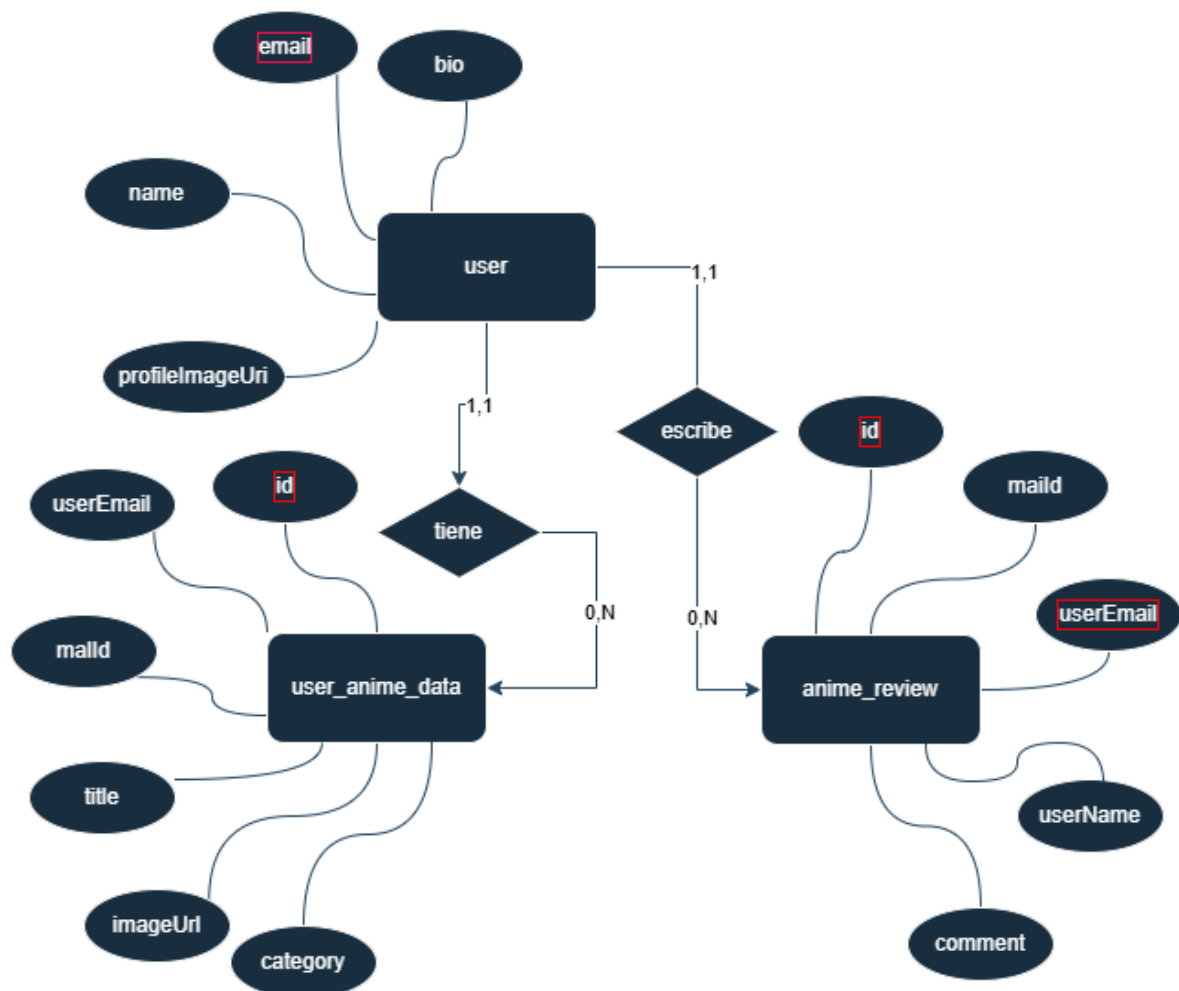 email
bio
name
user
1,1
profileImageUri
1,1
escribe
id
id
userEmail
maiId
tiene
0,N
0,N
userEmail
malId
user_anime_data
anime_review
title
userName
imageUrl
category
comment